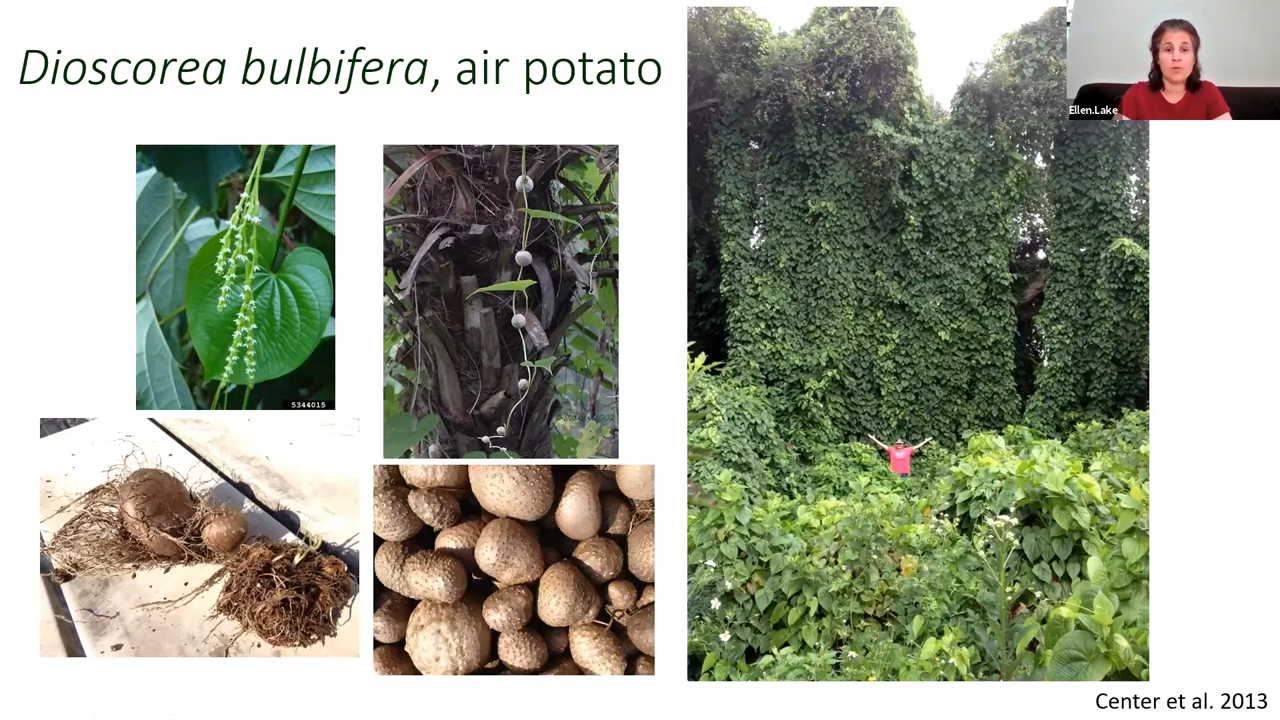 Dioscorea bulbifera, air potato
Ellen.Lake
5344015
Center et al. 2013